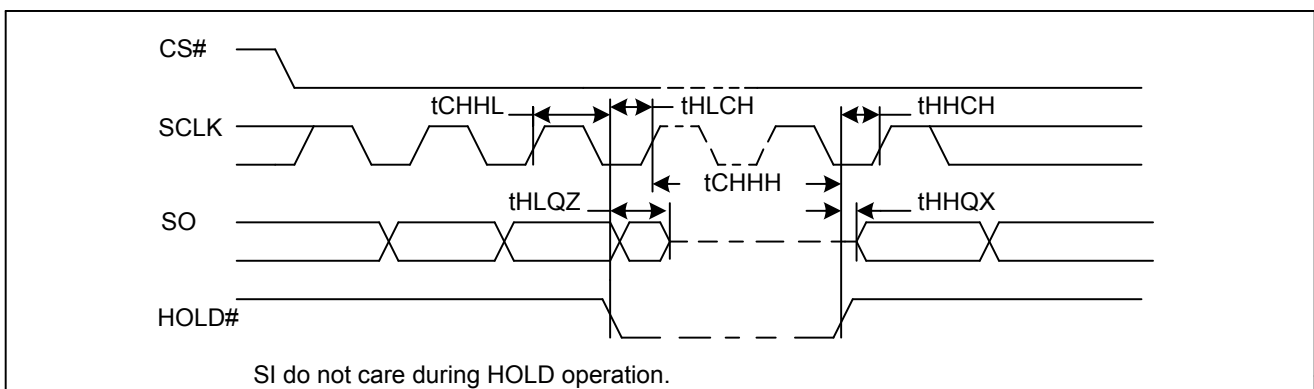 CS#
tCHHL tHLCH tHHCH
SCLK
tCHHH
tHLQZ tHHQX
SO
HOLD#
SI do not care during HOLD operation.